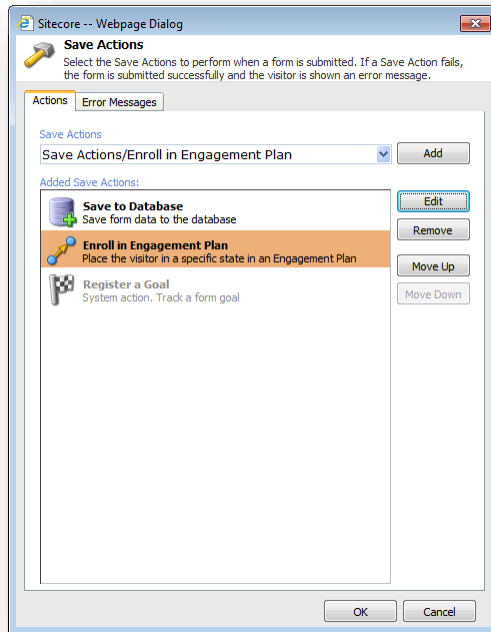 Sitecore -- Webpage Dialog
Save Actions
Select the Save Actions to perform when a form is submitted. If a Save Action fails,
the form is submitted successfully and the visitor is shown an error message.
Actions
Error Messages
Save Actions
Save Actions/Enroll in Engagement Plan
Add
Added Save Actions:
Save to Database
Save form data to the database
Edit
Remove
Enroll in Engagement Plan
Place the visitor in a specific state in an Engagement Plan
Move Up
Register a Goal
System action. Track a form goal
Move Down
OK
Cancel